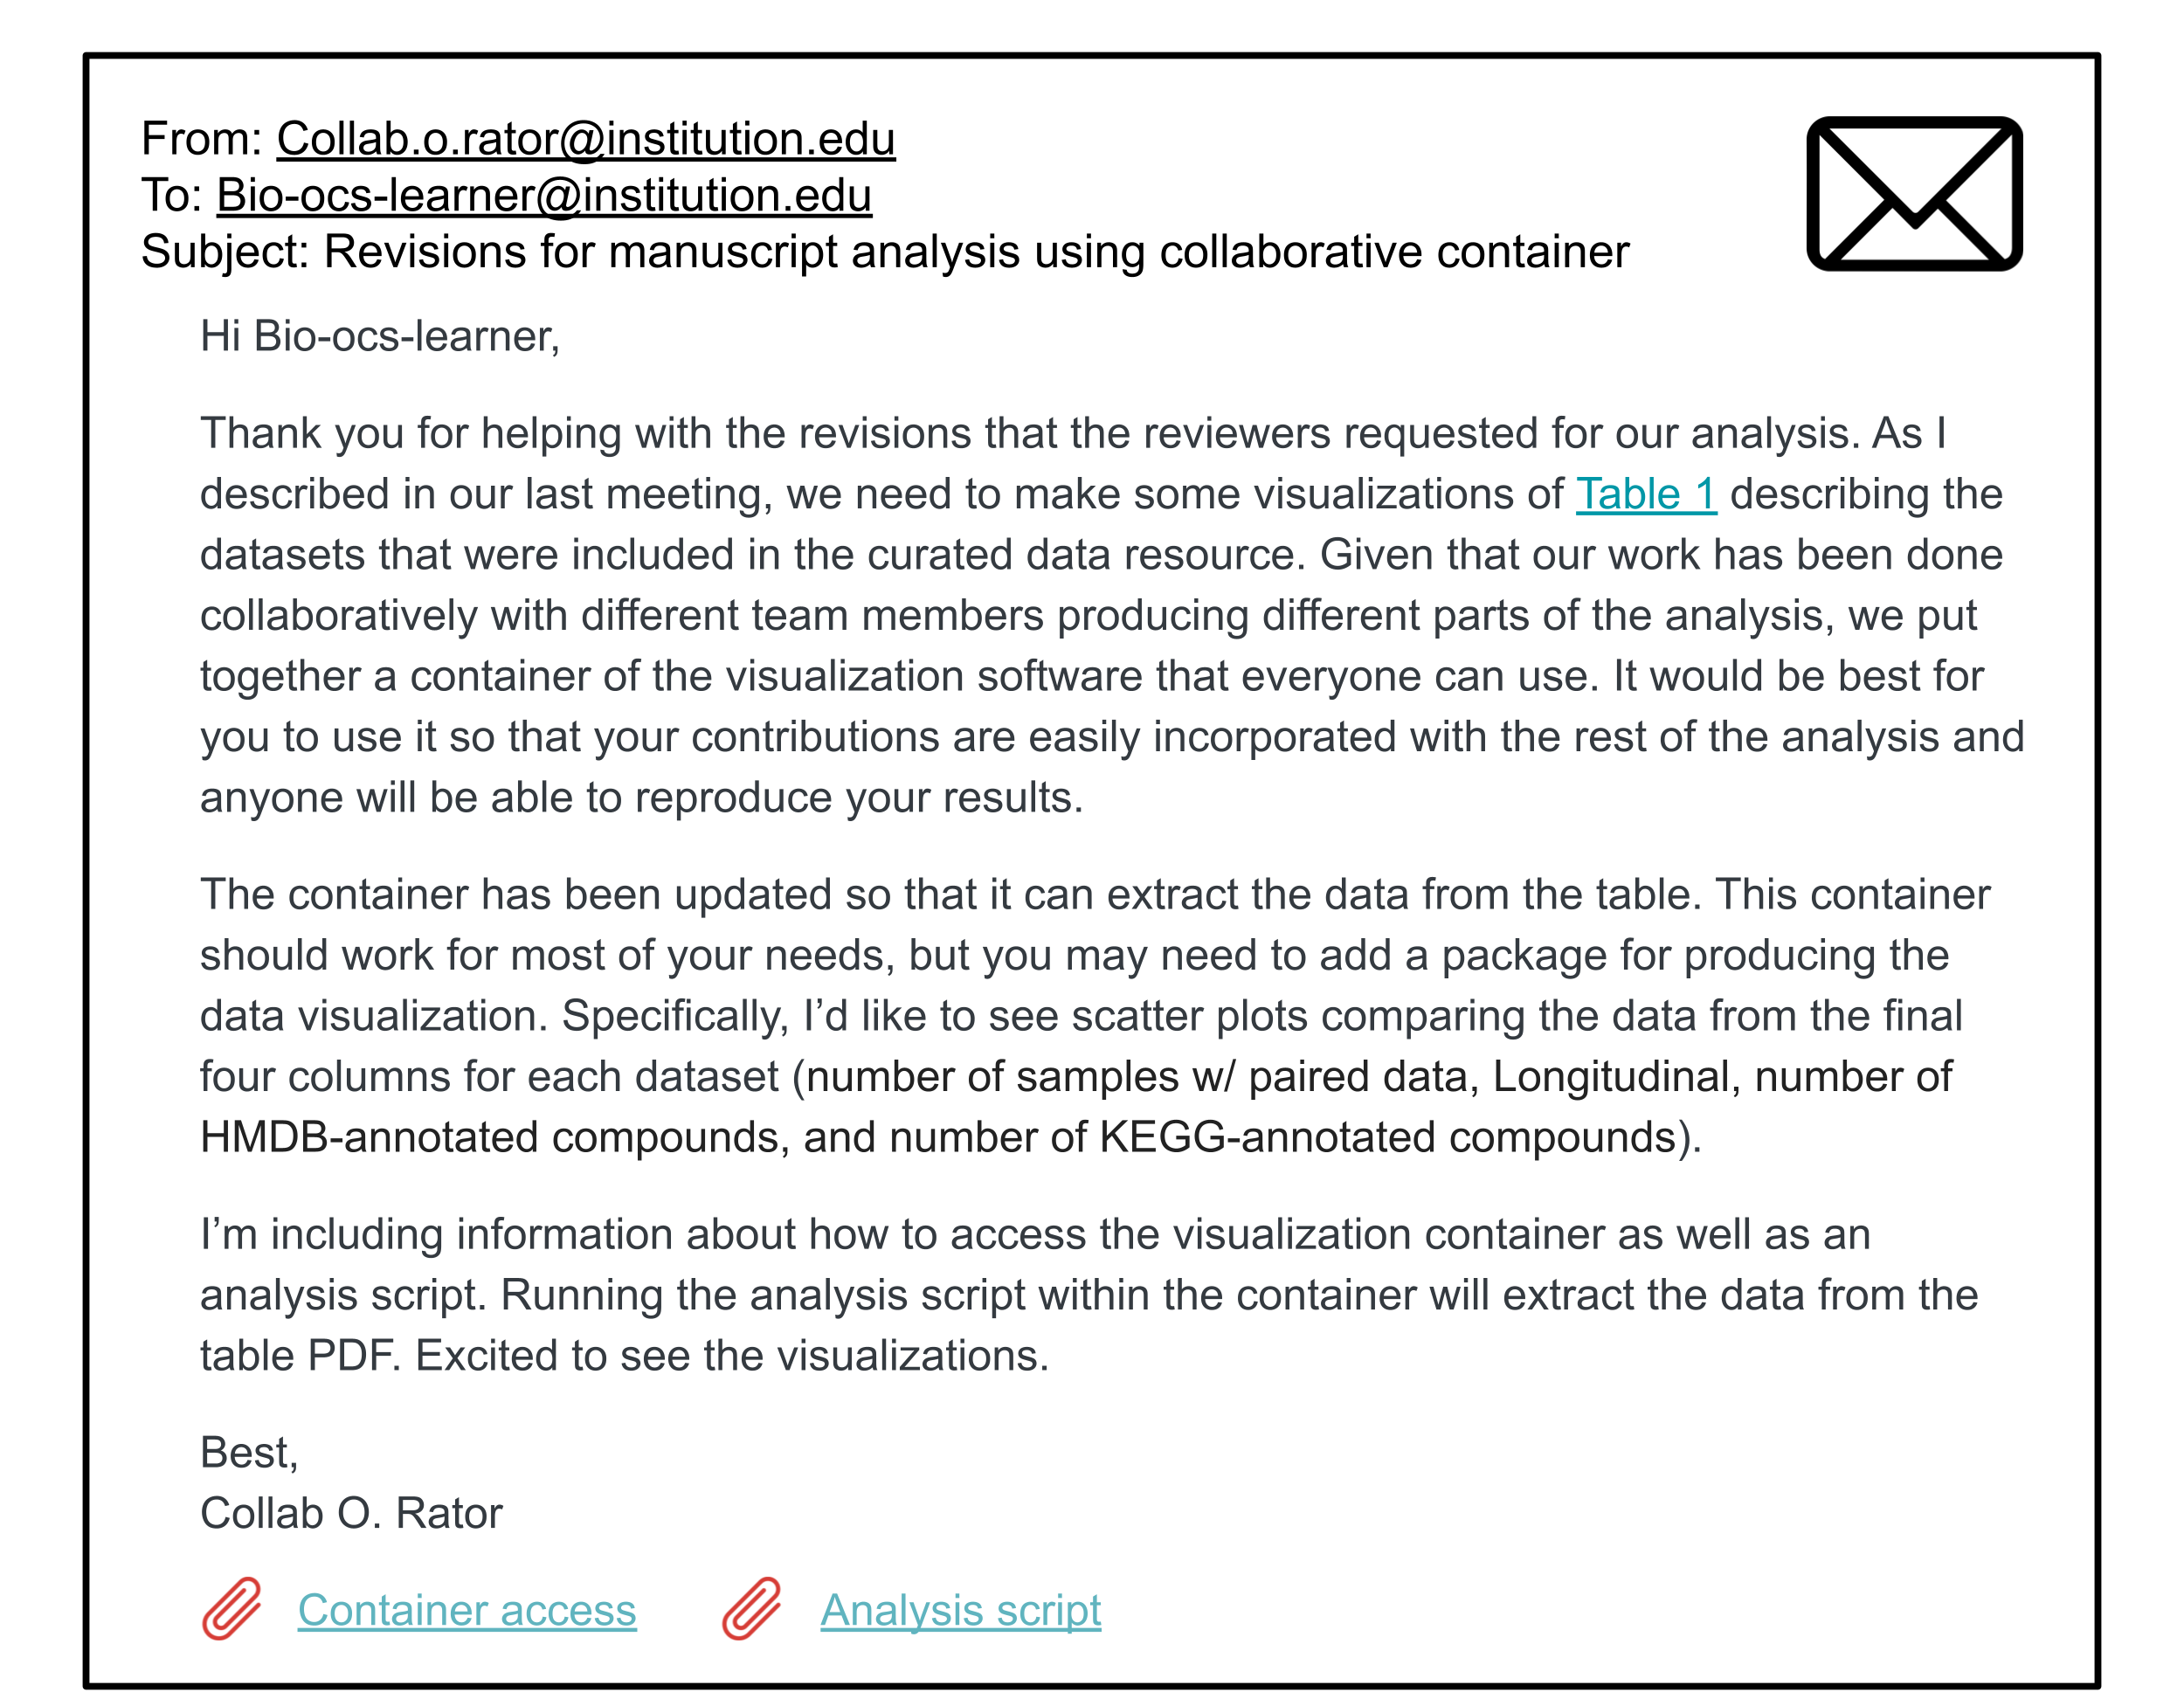 From: Collab.o.rator@institution.edu
To: Bio-ocs-learner@institution.edu
Subject: Revisions for manuscript analysis using collaborative container
Hi Bio-ocs-learner,
Thank you for helping with the revisions that the reviewers requested for our analysis. As I
described in our last meeting, we need to make some visualizations of Table 1 describing the
datasets that were included in the curated data resource. Given that our work has been done
collaboratively with different team members producing different parts of the analysis, we put
together a container of the visualization software that everyone can use. It would be best for
you to use it so that your contributions are easily incorporated with the rest of the analysis and
anyone will be able to reproduce your results.
The container has been updated so that it can extract the data from the table. This container
should work for most of your needs, but you may need to add a package for producing the
data visualization. Specifically, I’d like to see scatter plots comparing the data from the final
four columns for each dataset (number of samples w/ paired data, Longitudinal, number of
HMDB-annotated compounds, and number of KEGG-annotated compounds).
I’m including information about how to access the visualization container as well as an
analysis script. Running the analysis script within the container will extract the data from the
table PDF. Excited to see the visualizations.
Best,
Collab O. Rator
Container access Analysis script